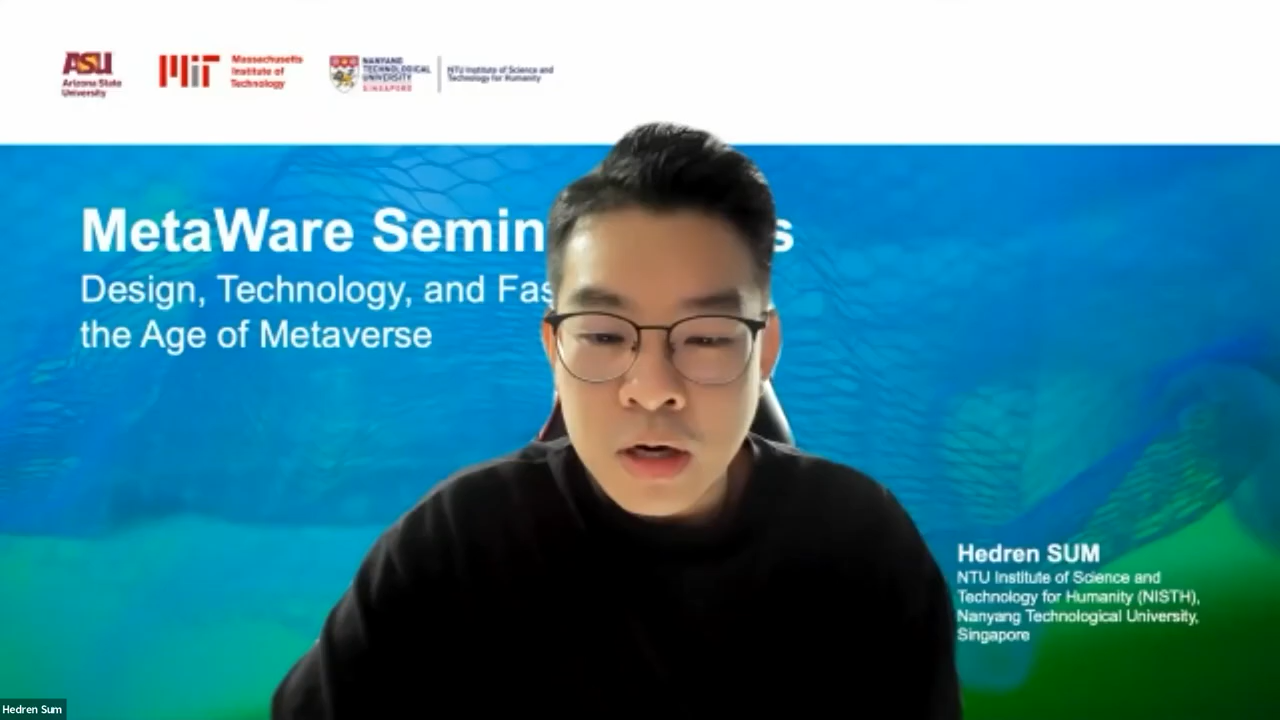 ASU
Arizona State
University
MIT
Massachusetts
Institute of
Technology
NANYANG
TECHNOLOGICAL
UNIVERSITY
SINGAPORE
NTU Institute of Science and
Technology for Humanity
MetaWare Semin s
Design, Technology, and Fas
the Age of Metaverse
Hedren SUM
NTU Institute of Science and
Technology for Humanity (NISTH),
Nanyang Technological University,
Singapore
Hedren Sum